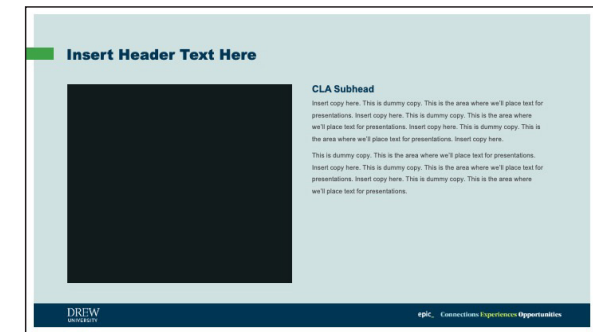 Insert Header Text Here
CLA Subhead
Insert copy here. This is dummy copy. This is the area where we'll place text for
presentations. Insert copy here. This is dummy copy. This is the area where
we'll place text for presentations. Insert copy here. This is dummy copy. This is
the area where we'll place text for presentations. Insert copy here.
This is dummy copy. This is the area where we'll place text for presentations.
Insert copy here. This is dummy copy. This is the area where we'll place text for
presentations. Insert copy here. This is dummy copy. This is the area where
we'll place text for presentations.
DREW
UNIVERSITY
epic_ Connections Experiences Opportunities